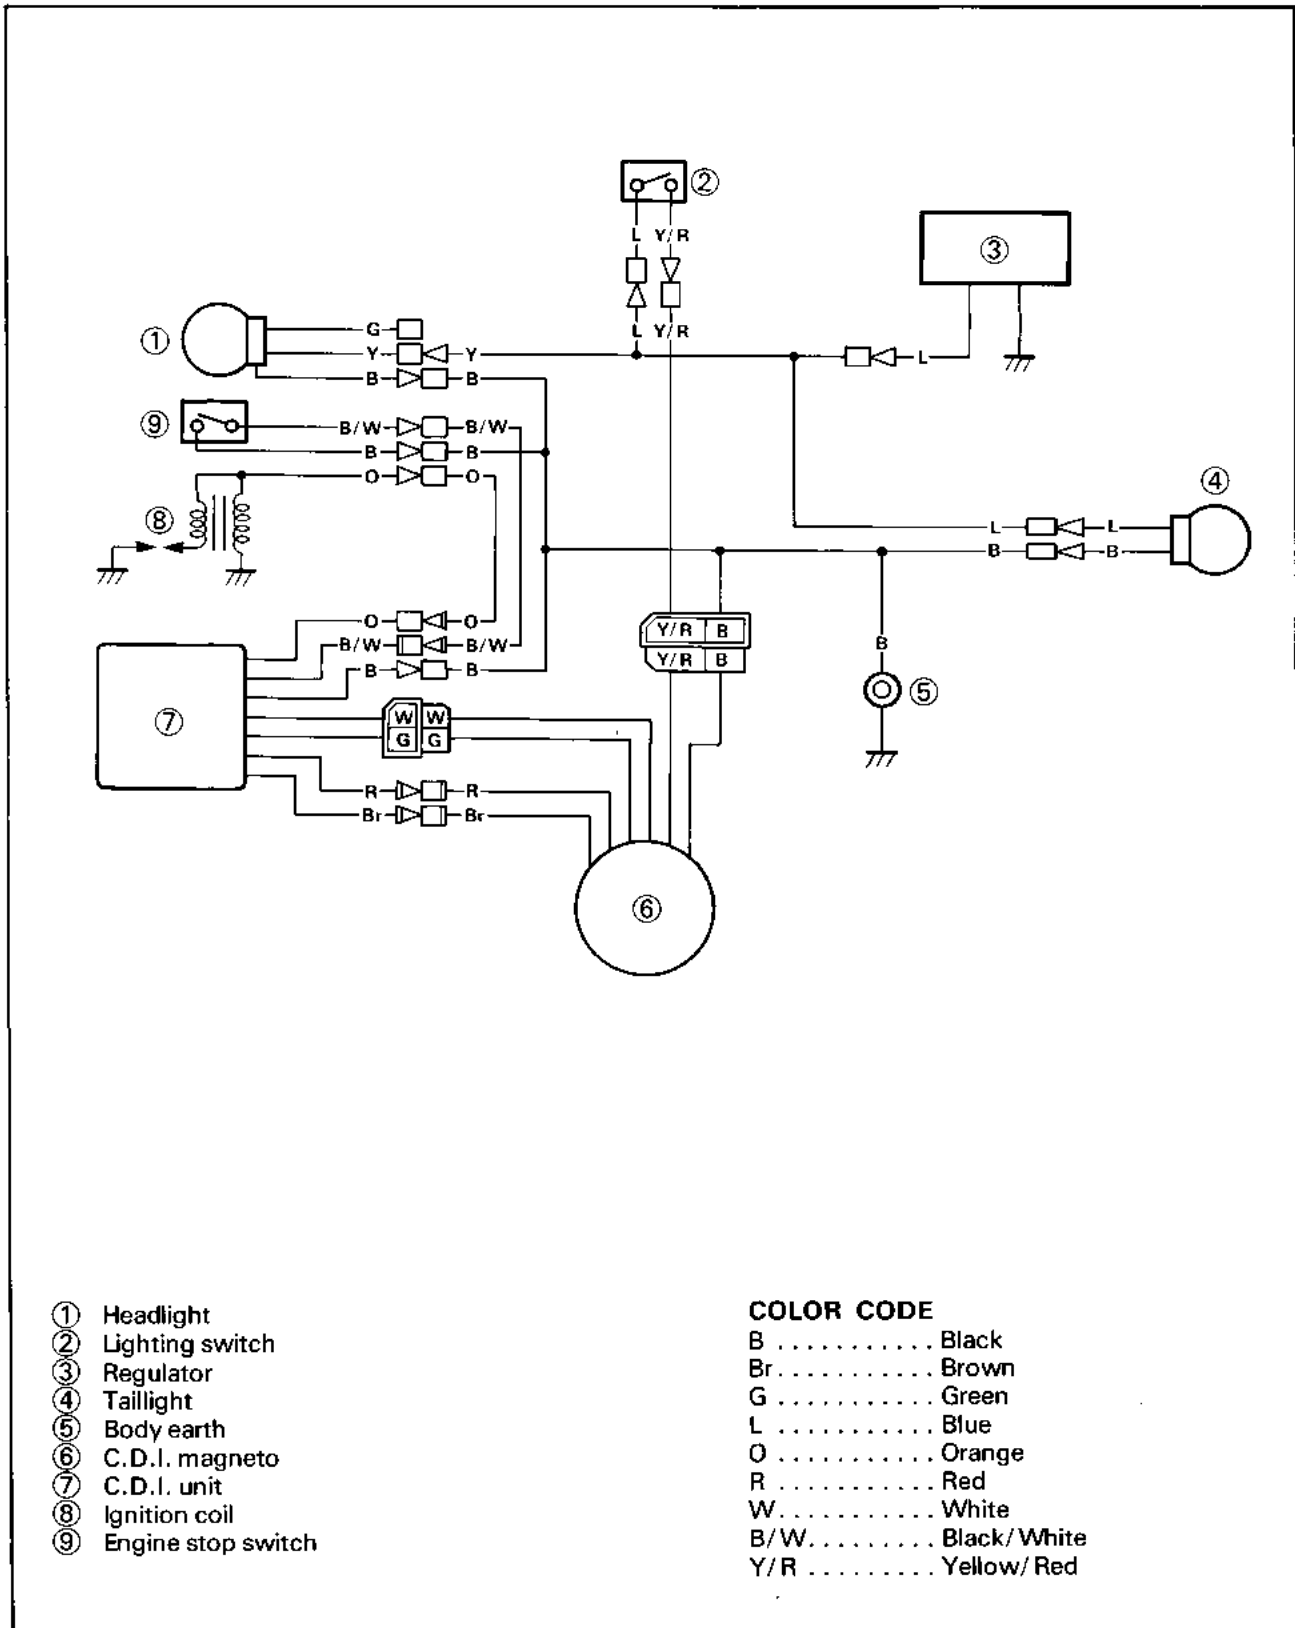 ②
L Y/R
③
L Y/R
① G
Y Y L
B B
⑨ B/W B/W
B B
O O
④
⑧ L L
B B
O O Y/R B
B/W B/W B
B B Y/R B
⑤
⑦ W W
G G
R R
Br Br
⑥
① Headlight
② Lighting switch
③ Regulator
④ Taillight
⑤ Body earth
⑥ C.D.I. magneto
⑦ C.D.I. unit
⑧ Ignition coil
⑨ Engine stop switch
COLOR CODE
B . . . . . . . . . . . Black
Br . . . . . . . . . . . Brown
G . . . . . . . . . . . Green
L . . . . . . . . . . . Blue
O . . . . . . . . . . . Orange
R . . . . . . . . . . . Red
W . . . . . . . . . . . White
B/W . . . . . . . . . Black/White
Y/R . . . . . . . . . Yellow/Red